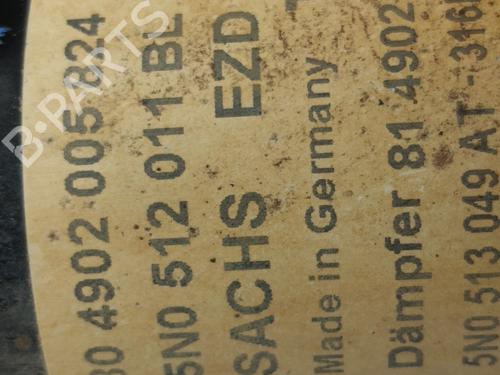 4902 005 824
5N0 512 011 BL
SACHS EZD
Made in Germany
Dämpfer 81 4902
5N0 513 049 AT -316
B-PARTS